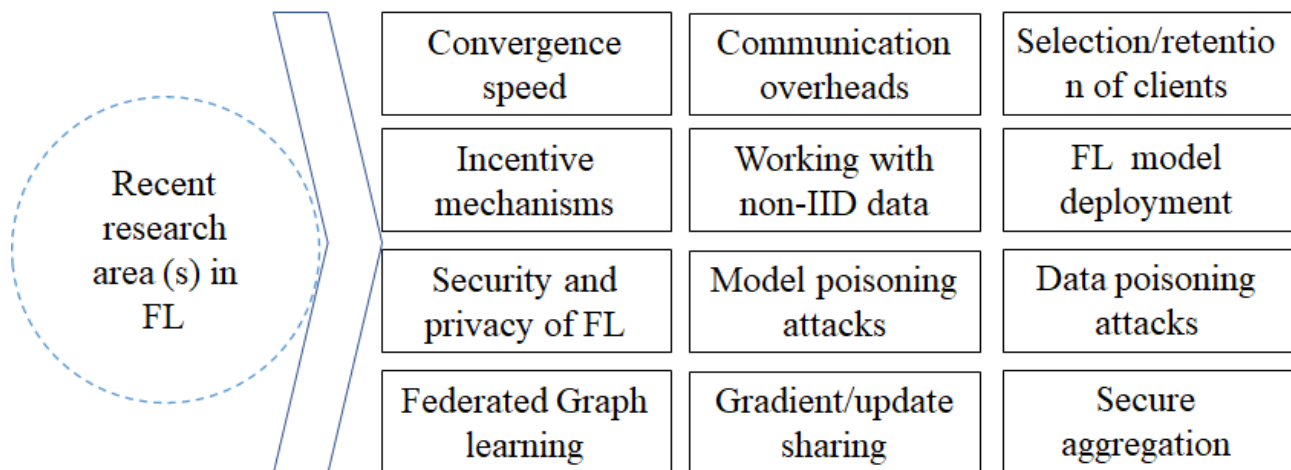 Recent
research
area (s) in
FL
Convergence
speed
Communication
overheads
Selection/retentio
n of clients
Incentive
mechanisms
Working with
non-IID data
FL model
deployment
Security and
privacy of FL
Model poisoning
attacks
Data poisoning
attacks
Federated Graph
learning
Gradient/update
sharing
Secure
aggregation